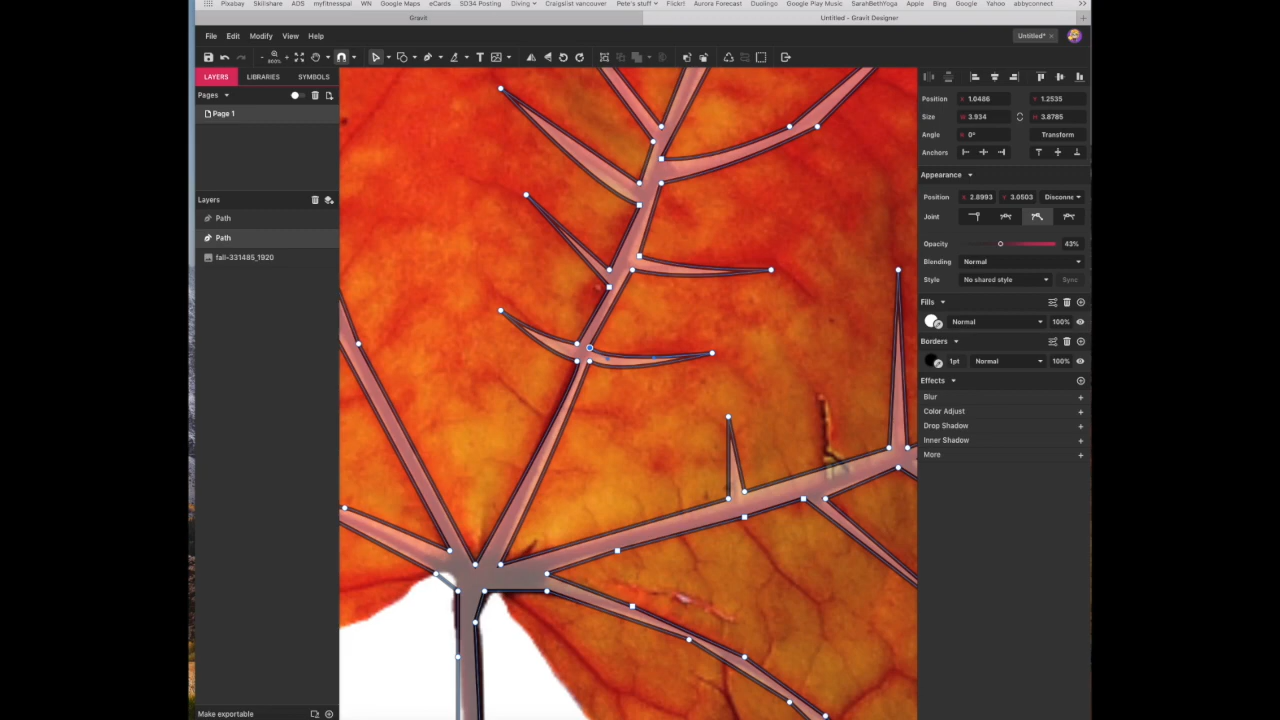 Pixabay Skillshare ADS myfitnesspal WN Google Maps eCards SD34 Posting Diving Craigslist vancouver Pete's stuff Flickr! Aurora Forecast Duolingo Google Play Music SarahBethYoga Apple Bing Google Yahoo abbyconnect
Gravit Untitled - Gravit Designer
File Edit Modify View Help Untitled*
800%
LAYERS LIBRARIES SYMBOLS
Pages
Page 1
Layers
Path
Path
fall-331485_1920
Make exportable
Position X 1.0486 Y 1.2535
Size W 3.934 H 3.8785
Angle R 0° Transform
Anchors
Appearance
Position X 2.8993 Y 3.0503 Disconne
Joint
Opacity 43%
Blending Normal
Style No shared style Sync
Fills
Normal 100%
Borders
1pt Normal 100%
Effects
Blur
Color Adjust
Drop Shadow
Inner Shadow
More